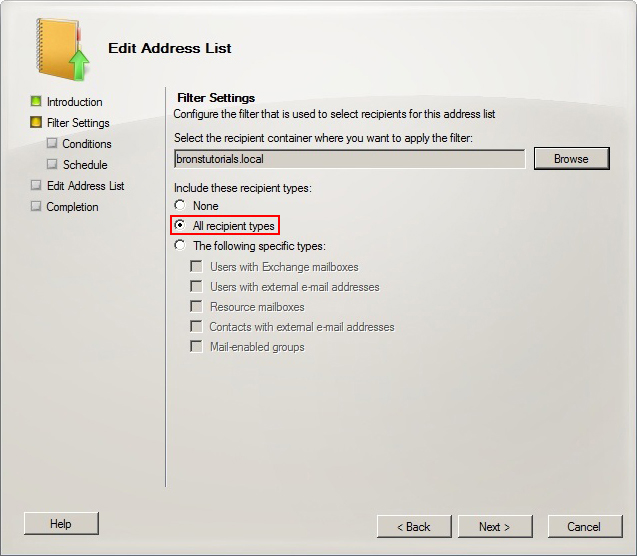 Edit Address List
Introduction
Filter Settings
Conditions
Schedule
Edit Address List
Completion
Filter Settings
Configure the filter that is used to select recipients for this address list
Select the recipient container where you want to apply the filter:
bronstutorials.local
Browse
Include these recipient types:
None
All recipient types
The following specific types:
Users with Exchange mailboxes
Users with external e-mail addresses
Resource mailboxes
Contacts with external e-mail addresses
Mail-enabled groups
Help
< Back
Next >
Cancel